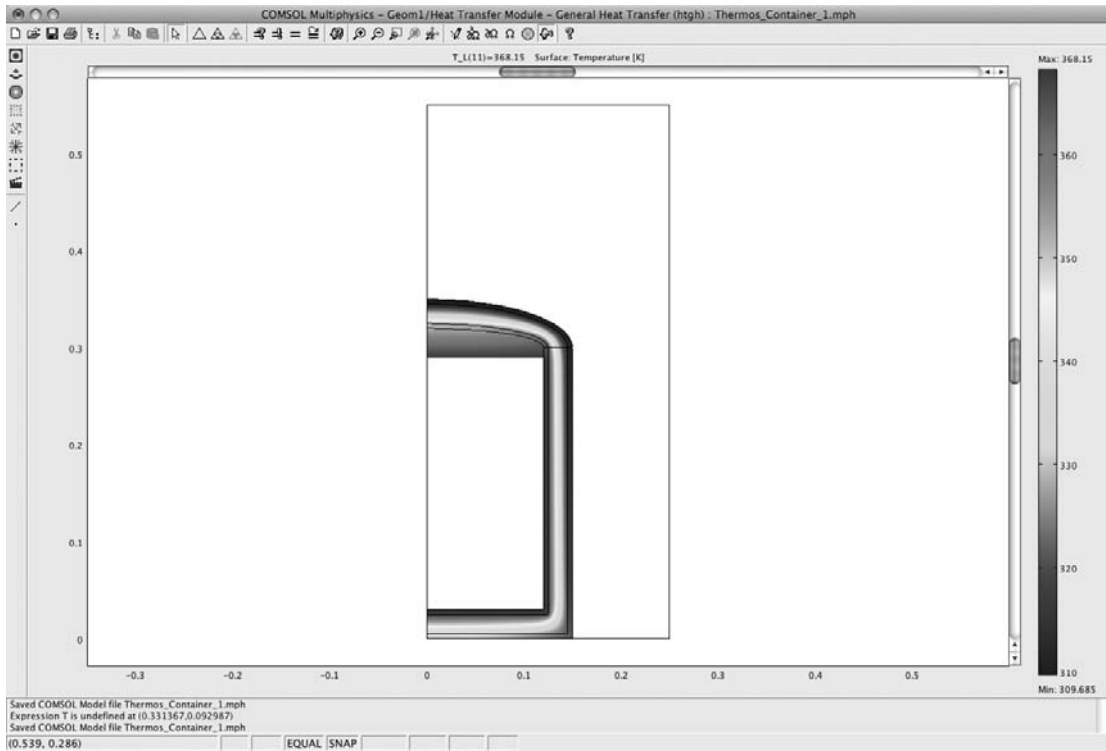 COMSOL Multiphysics – Geom1/Heat Transfer Module – General Heat Transfer (htgh) : Thermos_Container_1.mph
T_L(11)=368.15 Surface: Temperature [K]
Max: 368.15
0.5
0.4
0.3
0.2
0.1
0
-0.3
-0.2
-0.1
0
0.1
0.2
0.3
0.4
0.5
360
350
340
330
320
310
Min: 309.685
Saved COMSOL Model file Thermos_Container_1.mph
Expression T is undefined at (0.331367,0.092987)
Saved COMSOL Model file Thermos_Container_1.mph
(0.539, 0.286)
EQUAL SNAP